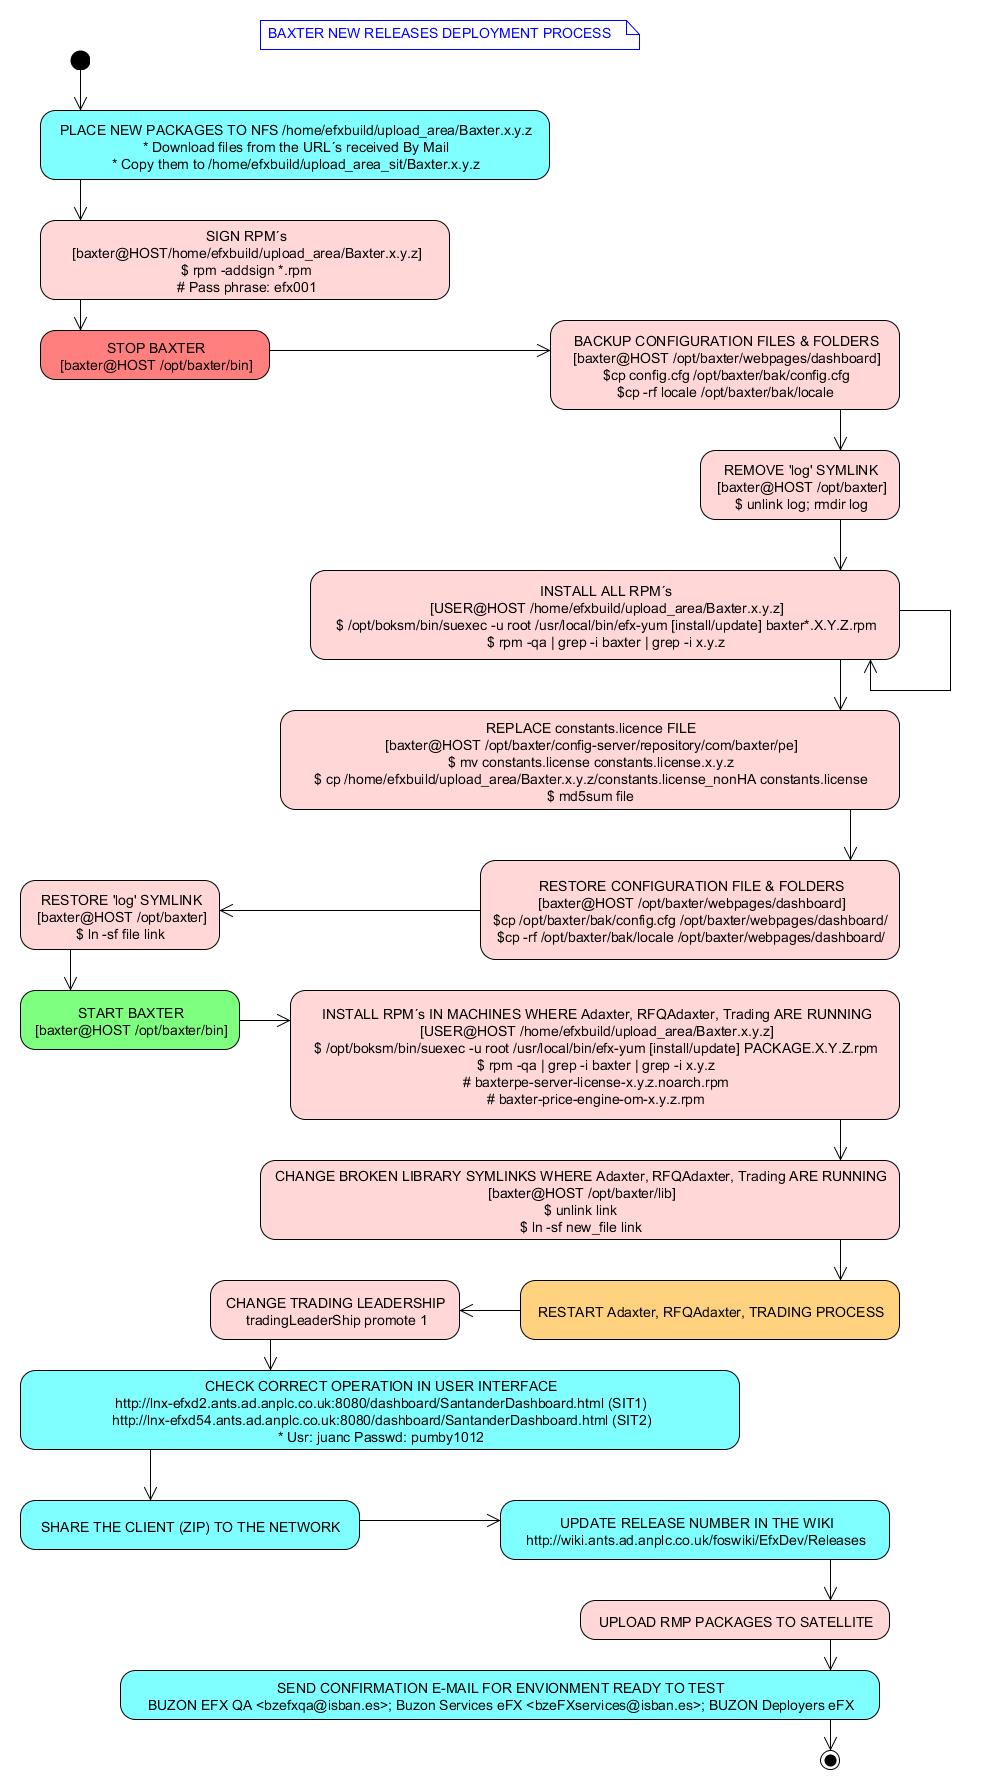 BAXTER NEW RELEASES DEPLOYMENT PROCESS
PLACE NEW PACKAGES TO NFS /home/efxbuild/upload_area/Baxter.x.y.z
* Download files from the URL´s received By Mail
* Copy them to /home/efxbuild/upload_area_sit/Baxter.x.y.z
SIGN RPM´s
[baxter@HOST/home/efxbuild/upload_area/Baxter.x.y.z]
$ rpm -addsign *.rpm
# Pass phrase: efx001
STOP BAXTER
[baxter@HOST /opt/baxter/bin]
BACKUP CONFIGURATION FILES & FOLDERS
[baxter@HOST /opt/baxter/webpages/dashboard]
$cp config.cfg /opt/baxter/bak/config.cfg
$cp -rf locale /opt/baxter/bak/locale
REMOVE 'log' SYMLINK
[baxter@HOST /opt/baxter]
$ unlink log; rmdir log
INSTALL ALL RPM´s
[USER@HOST /home/efxbuild/upload_area/Baxter.x.y.z]
$ /opt/boksm/bin/suexec -u root /usr/local/bin/efx-yum [install/update] baxter*.X.Y.Z.rpm
$ rpm -qa | grep -i baxter | grep -i x.y.z
REPLACE constants.licence FILE
[baxter@HOST /opt/baxter/config-server/repository/com/baxter/pe]
$ mv constants.license constants.license.x.y.z
$ cp /home/efxbuild/upload_area/Baxter.x.y.z/constants.license_nonHA constants.license
$ md5sum file
RESTORE CONFIGURATION FILE & FOLDERS
[baxter@HOST /opt/baxter/webpages/dashboard]
$cp /opt/baxter/bak/config.cfg /opt/baxter/webpages/dashboard/
$cp -rf /opt/baxter/bak/locale /opt/baxter/webpages/dashboard/
RESTORE 'log' SYMLINK
[baxter@HOST /opt/baxter]
$ ln -sf file link
START BAXTER
[baxter@HOST /opt/baxter/bin]
INSTALL RPM´s IN MACHINES WHERE Adaxter, RFQAdaxter, Trading ARE RUNNING
[USER@HOST /home/efxbuild/upload_area/Baxter.x.y.z]
$ /opt/boksm/bin/suexec -u root /usr/local/bin/efx-yum [install/update] PACKAGE.X.Y.Z.rpm
$ rpm -qa | grep -i baxter | grep -i x.y.z
# baxterpe-server-license-x.y.z.noarch.rpm
# baxter-price-engine-om-x.y.z.rpm
CHANGE BROKEN LIBRARY SYMLINKS WHERE Adaxter, RFQAdaxter, Trading ARE RUNNING
[baxter@HOST /opt/baxter/lib]
$ unlink link
$ ln -sf new_file link
RESTART Adaxter, RFQAdaxter, TRADING PROCESS
CHANGE TRADING LEADERSHIP
tradingLeaderShip promote 1
CHECK CORRECT OPERATION IN USER INTERFACE
http://lnx-efxd2.ants.ad.anplc.co.uk:8080/dashboard/SantanderDashboard.html (SIT1)
http://lnx-efxd54.ants.ad.anplc.co.uk:8080/dashboard/SantanderDashboard.html (SIT2)
* Usr: juanc Passwd: pumby1012
SHARE THE CLIENT (ZIP) TO THE NETWORK
UPDATE RELEASE NUMBER IN THE WIKI
http://wiki.ants.ad.anplc.co.uk/foswiki/EfxDev/Releases
UPLOAD RMP PACKAGES TO SATELLITE
SEND CONFIRMATION E-MAIL FOR ENVIONMENT READY TO TEST
BUZON EFX QA <bzefxqa@isban.es>; Buzon Services eFX <bzeFXservices@isban.es>; BUZON Deployers eFX